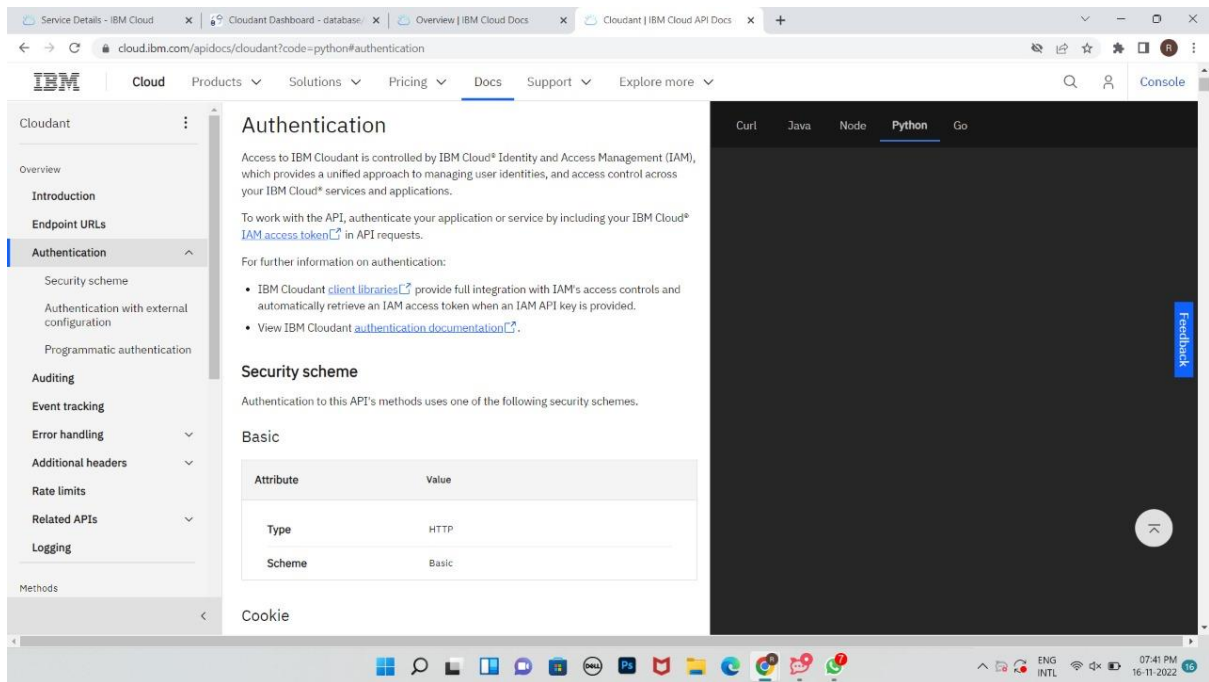 Service Details - IBM Cloud
Cloudant Dashboard - database/
Overview | IBM Cloud Docs
Cloudant | IBM Cloud API Docs
cloud.ibm.com/apidocs/cloudant?code=python#authentication
R
IBM Cloud Products Solutions Pricing Docs Support Explore more Console
Cloudant
Overview
Introduction
Endpoint URLs
Authentication
Security scheme
Authentication with external
configuration
Programmatic authentication
Auditing
Event tracking
Error handling
Additional headers
Rate limits
Related APIs
Logging
Methods
Authentication
Access to IBM Cloudant is controlled by IBM Cloud® Identity and Access Management (IAM),
which provides a unified approach to managing user identities, and access control across
your IBM Cloud® services and applications.
To work with the API, authenticate your application or service by including your IBM Cloud®
IAM access token in API requests.
For further information on authentication:
• IBM Cloudant client libraries provide full integration with IAM's access controls and
automatically retrieve an IAM access token when an IAM API key is provided.
• View IBM Cloudant authentication documentation.
Security scheme
Authentication to this API's methods uses one of the following security schemes.
Basic
Attribute Value
Type HTTP
Scheme Basic
Cookie
Curl Java Node Python Go
Feedback
DELL
Ps
7
ENG
INTL
07:41 PM
16-11-2022
16